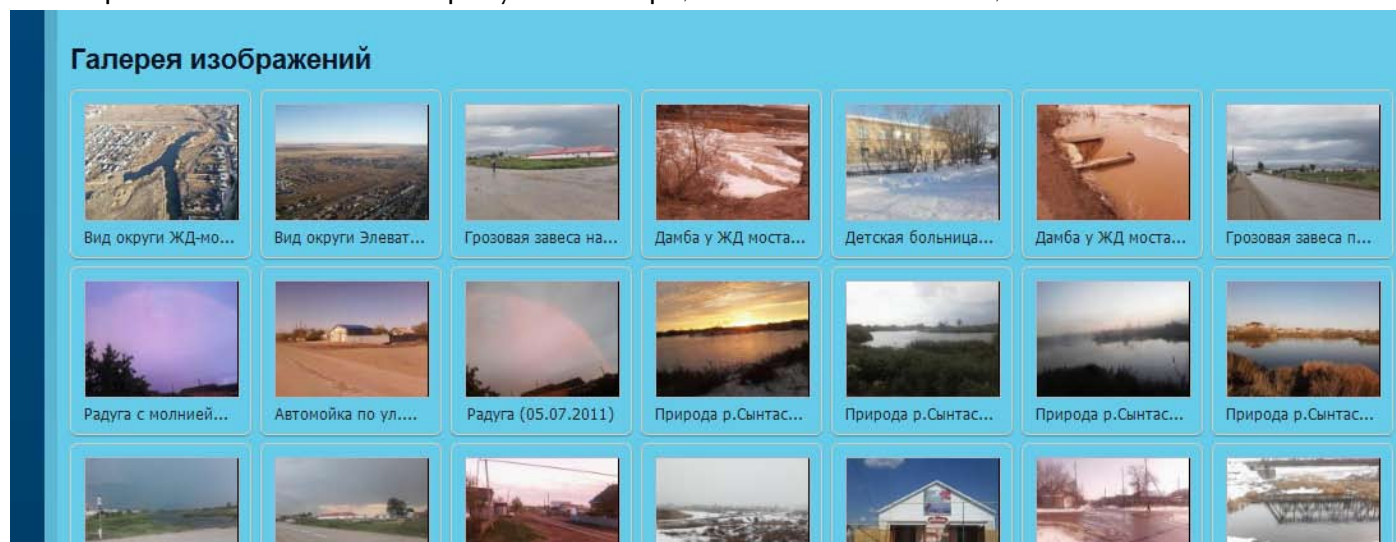 Галерея изображений
Вид округи ЖД-мо...
Вид округи Элеват...
Грозовая завеса на...
Дамба у ЖД моста...
Детская больница...
Дамба у ЖД моста...
Грозовая завеса п...
Радуга с молнией...
Автомойка по ул....
Радуга (05.07.2011)
Природа р.Сынтас...
Природа р.Сынтас...
Природа р.Сынтас...
Природа р.Сынтас...